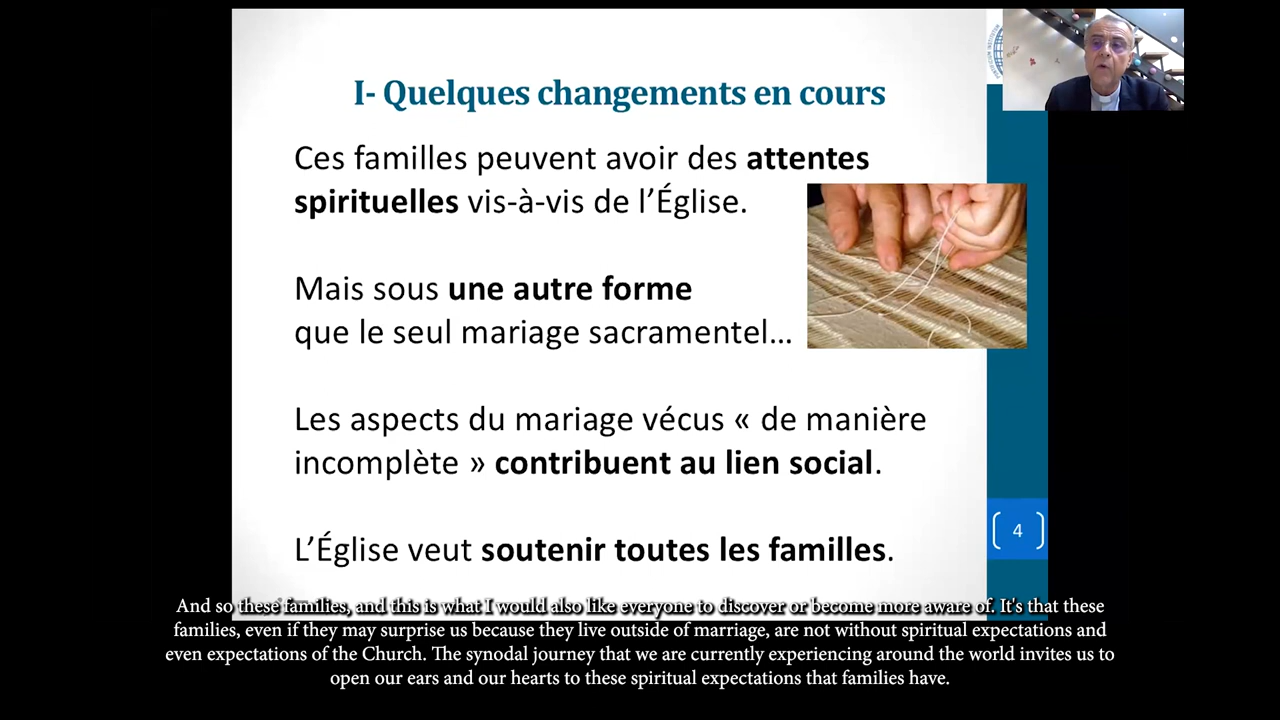 I- Quelques changements en cours
Ces familles peuvent avoir des attentes
spirituelles vis-à-vis de l’Église.
Mais sous une autre forme
que le seul mariage sacramentel...
Les aspects du mariage vécus « de manière
incomplète » contribuent au lien social.
L’Église veut soutenir toutes les familles.
4
And so these families, and this is what I would also like everyone to discover or become more aware of. It's that these
families, even if they may surprise us because they live outside of marriage, are not without spiritual expectations and
even expectations of the Church. The synodal journey that we are currently experiencing around the world invites us to
open our ears and our hearts to these spiritual expectations that families have.